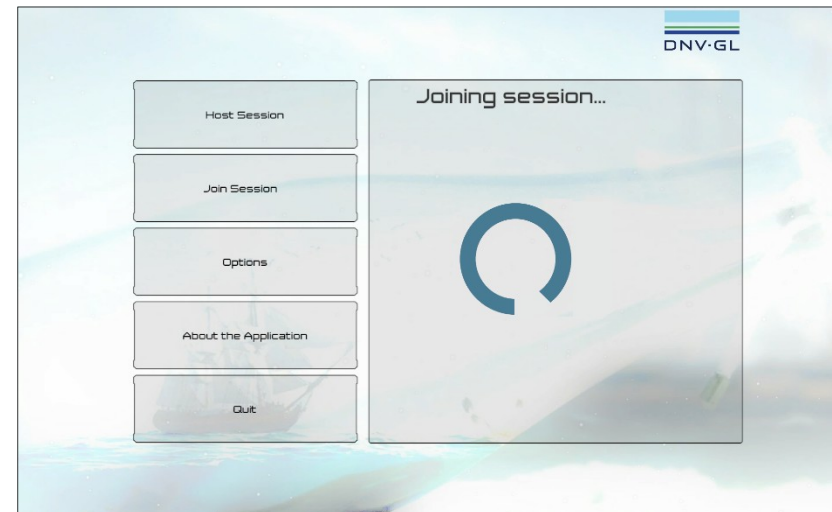 DNV·GL
Host Session
Join Session
Options
About the Application
Quit
Joining session...